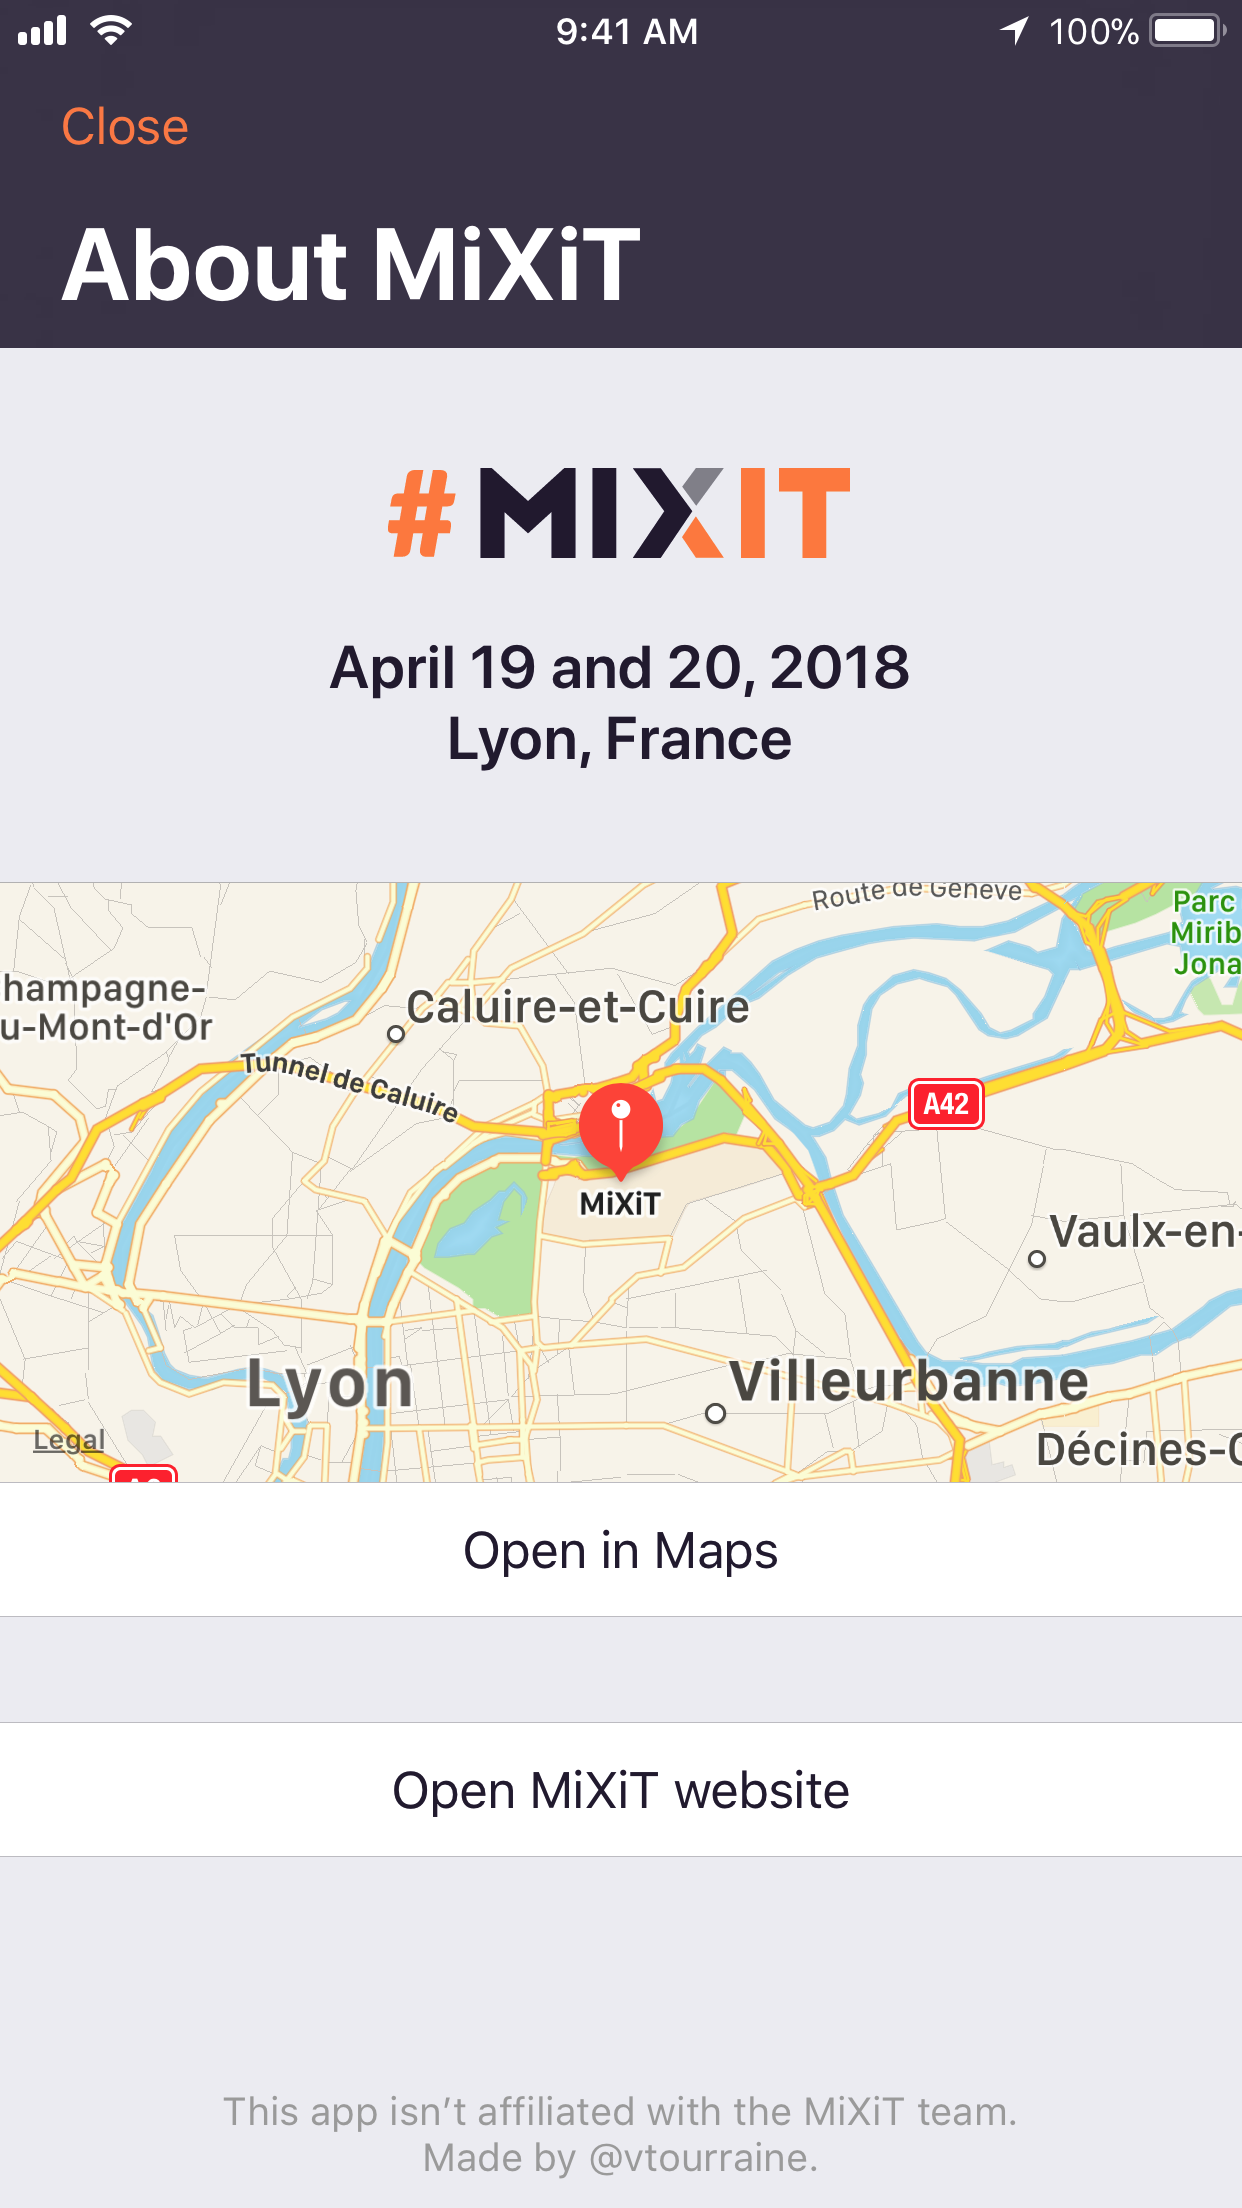 9:41 AM
100%
Close
About MiXiT
#MIXIT
April 19 and 20, 2018
Lyon, France
Route de Genève
Parc
Mirib
Jona
hampagne-
u-Mont-d'Or
Caluire-et-Cuire
Tunnel de Caluire
A42
MiXiT
Vaulx-en-
Lyon
Villeurbanne
Legal
Décines-C
Open in Maps
Open MiXiT website
This app isn’t affiliated with the MiXiT team.
Made by @vtourraine.